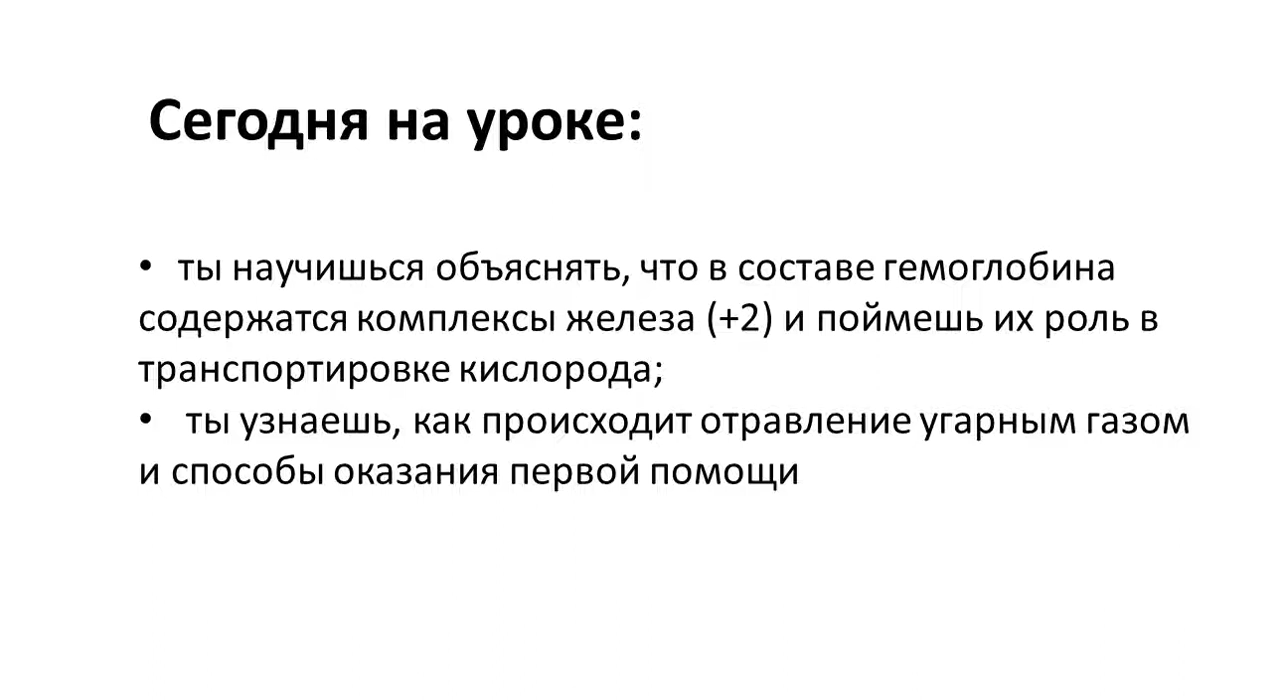 Сегодня на уроке:
• ты научишься объяснять, что в составе гемоглобина
содержатся комплексы железа (+2) и поймешь их роль в
транспортировке кислорода;
• ты узнаешь, как происходит отравление угарным газом
и способы оказания первой помощи